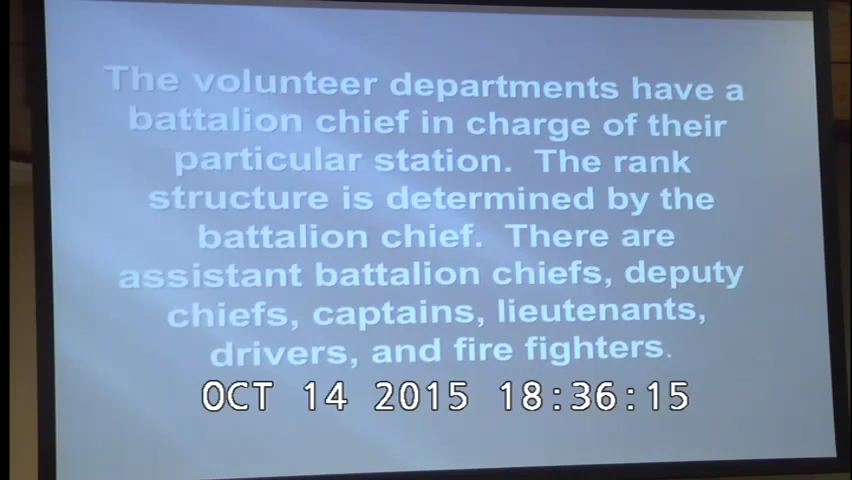 The volunteer departments have a
battalion chief in charge of their
particular station. The rank
structure is determined by the
battalion chief. There are
assistant battalion chiefs, deputy
chiefs, captains, lieutenants,
drivers, and fire fighters.
OCT 14 2015 18:36:15